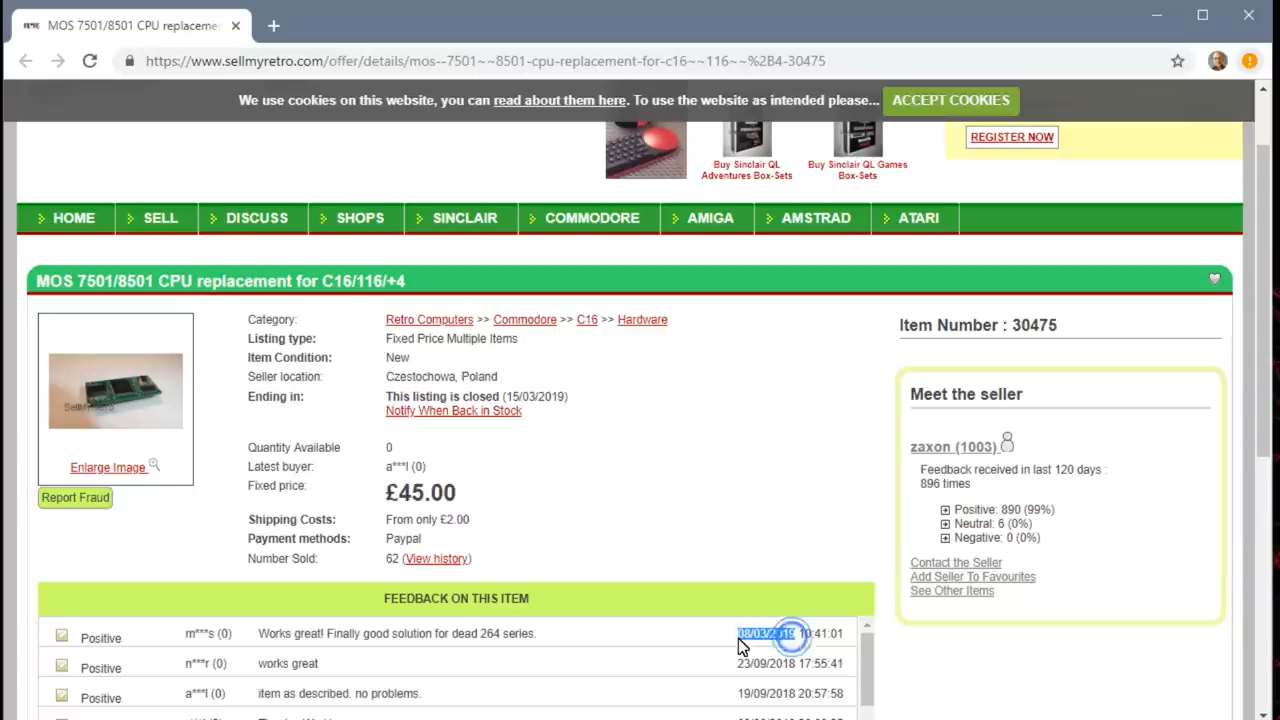 MOS 7501/8501 CPU replaceme
https://www.sellmyretro.com/offer/details/mos--7501~~8501-cpu-replacement-for-c16~~116~~%2B4-30475
We use cookies on this website, you can read about them here. To use the website as intended please... ACCEPT COOKIES
REGISTER NOW
Buy Sinclair QL Adventures Box-Sets
Buy Sinclair QL Games Box-Sets
HOME SELL DISCUSS SHOPS SINCLAIR COMMODORE AMIGA AMSTRAD ATARI
MOS 7501/8501 CPU replacement for C16/116/+4
SellMyRetro
Enlarge Image
Report Fraud
Category: Retro Computers >> Commodore >> C16 >> Hardware
Listing type: Fixed Price Multiple Items
Item Condition: New
Seller location: Czestochowa, Poland
Ending in: This listing is closed (15/03/2019)
Notify When Back in Stock
Quantity Available 0
Latest buyer: a***l (0)
Fixed price: £45.00
Shipping Costs: From only £2.00
Payment methods: Paypal
Number Sold: 62 (View history)
Item Number : 30475
Meet the seller
zaxon (1003)
Feedback received in last 120 days :
896 times
Positive: 890 (99%)
Neutral: 6 (0%)
Negative: 0 (0%)
Contact the Seller
Add Seller To Favourites
See Other Items
FEEDBACK ON THIS ITEM
Positive m***s (0) Works great! Finally good solution for dead 264 series. 08/03/2019 10:41:01
Positive n***r (0) works great 23/09/2018 17:55:41
Positive a***l (0) item as described. no problems. 19/09/2018 20:57:58